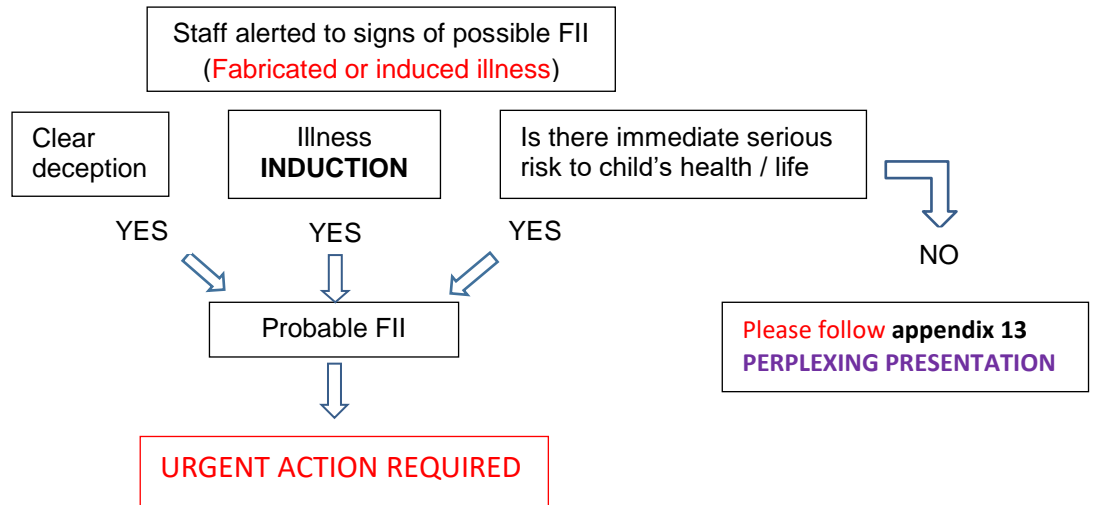 Staff alerted to signs of possible FII
(Fabricated or induced illness)
Clear
deception
Illness
INDUCTION
Is there immediate serious
risk to child's health / life
YES
YES
YES
NO
Probable FII
Please follow appendix 13
PERPLEXING PRESENTATION
URGENT ACTION REQUIRED